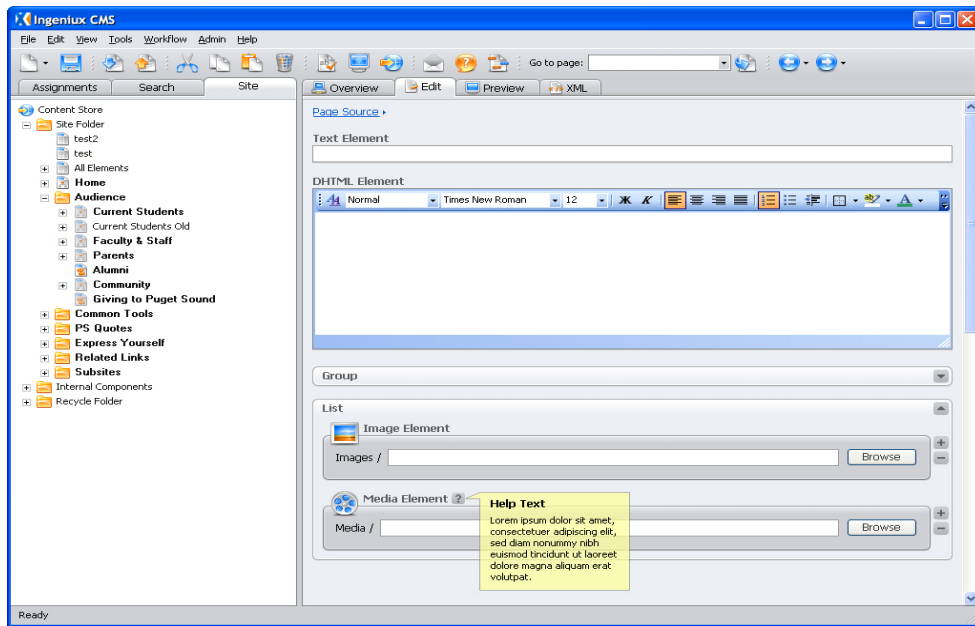 Ingeniux CMS
File Edit View Tools Workflow Admin Help
Go to page:
Assignments Search Site
Overview Edit Preview XML
Content Store
Site Folder
test2
test
All Elements
Home
Audience
Current Students
Current Students Old
Faculty & Staff
Parents
Alumni
Community
Giving to Puget Sound
Common Tools
PS Quotes
Express Yourself
Related Links
Subsites
Internal Components
Recycle Folder
Page Source
Text Element
DHTML Element
Normal Times New Roman 12 Ж К
Group
List
Image Element
Images / Browse
Media Element ?
Media / Browse
Help Text
Lorem ipsum dolor sit amet,
consectetuer adipiscing elit,
sed diam nonummy nibh
euismod tincidunt ut laoreet
dolore magna aliquam erat
volutpat.
Ready